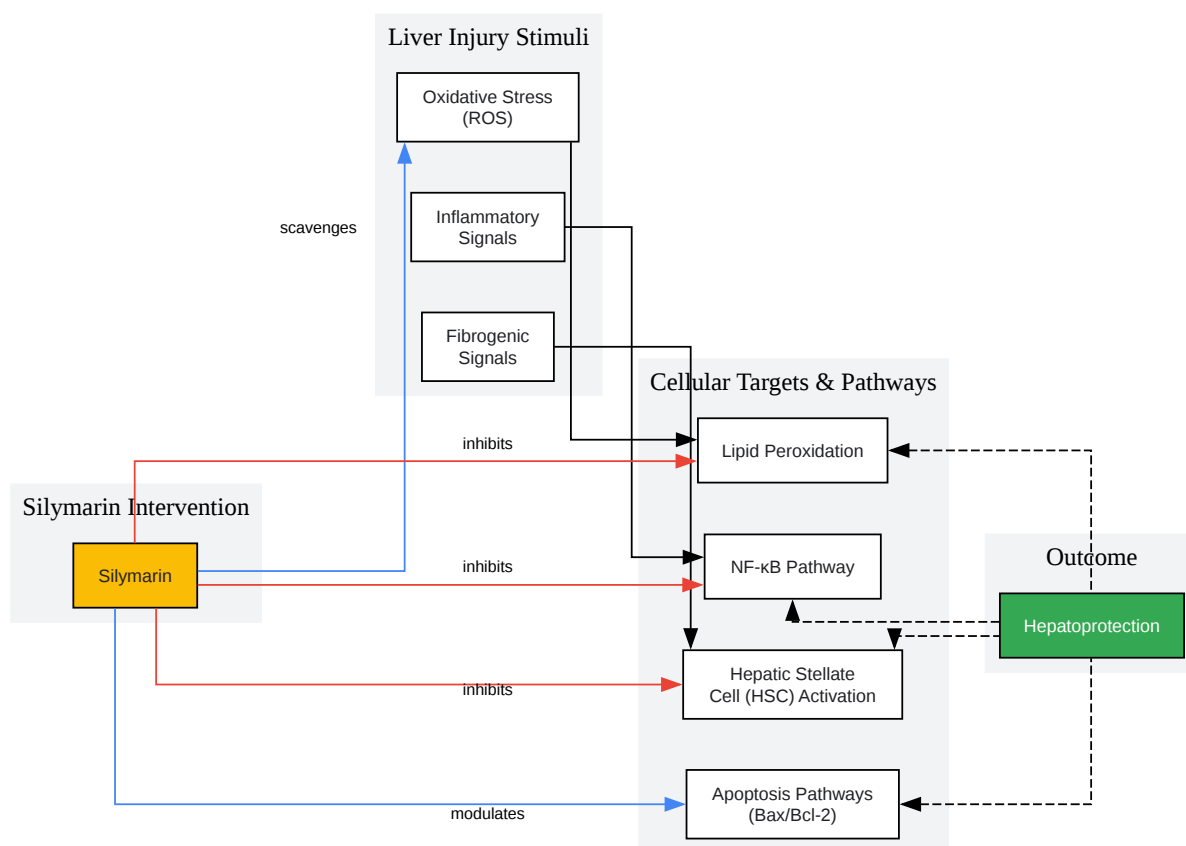 Liver Injury Stimuli
Oxidative Stress
(ROS)
scavenges
Inflammatory
Signals
Fibrogenic
Signals
Cellular Targets & Pathways
inhibits
Lipid Peroxidation
Silymarin Intervention
Silymarin
inhibits
NF-κB Pathway
Outcome
Hepatoprotection
inhibits
Hepatic Stellate
Cell (HSC) Activation
modulates
Apoptosis Pathways
(Bax/Bcl-2)